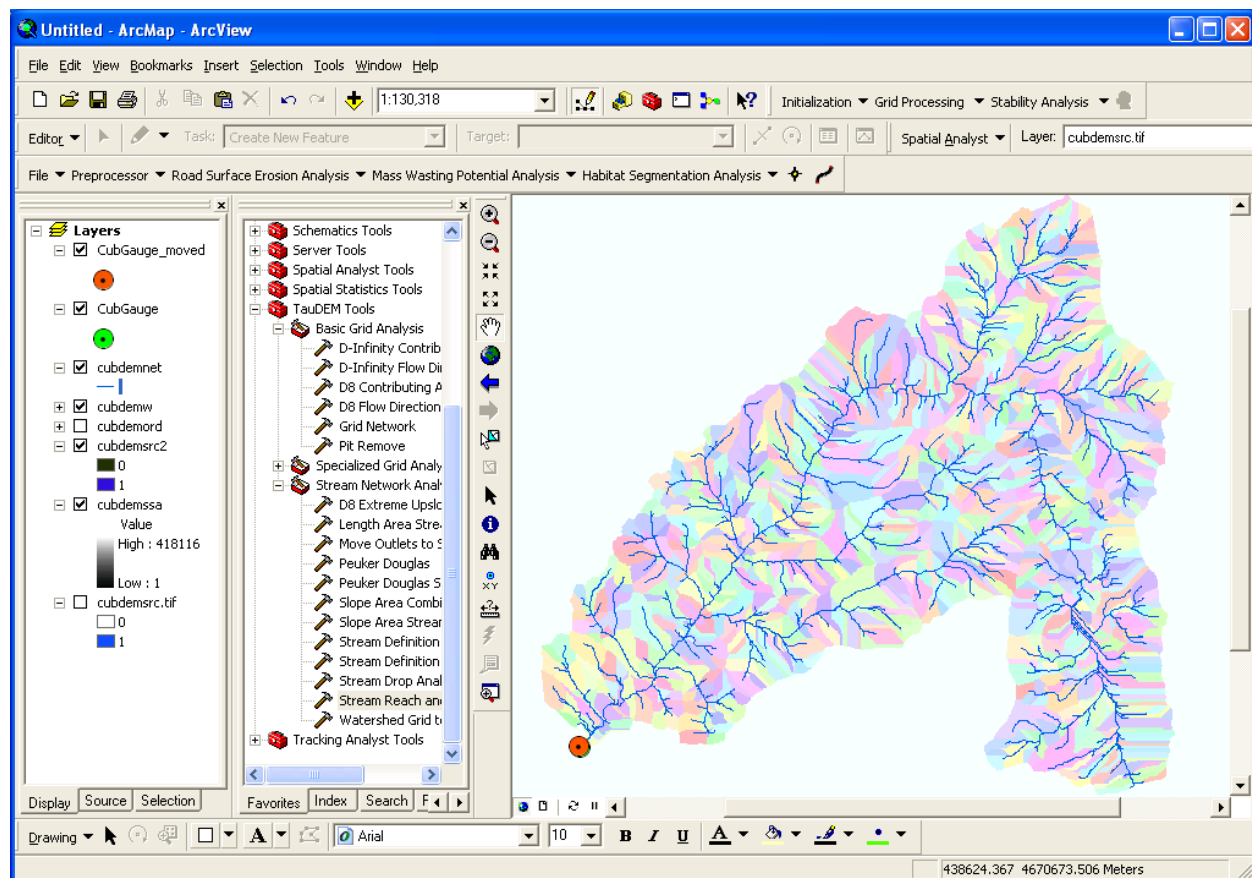 Untitled - ArcMap - ArcView
File Edit View Bookmarks Insert Selection Tools Window Help
1:130,318 Initialization Grid Processing Stability Analysis
Editor Task: Create New Feature Target: Spatial Analyst Layer: cubdemsrc.tif
File Preprocessor Road Surface Erosion Analysis Mass Wasting Potential Analysis Habitat Segmentation Analysis
Layers
CubGauge_moved
CubGauge
cubdemnet
cubdemw
cubdemord
cubdemsrc2
0
1
cubdemssa
Value
High : 418116
Low : 1
cubdemsrc.tif
0
1
Display Source Selection
Schematics Tools
Server Tools
Spatial Analyst Tools
Spatial Statistics Tools
TauDEM Tools
Basic Grid Analysis
D-Infinity Contrib
D-Infinity Flow Di
D8 Contributing A
D8 Flow Direction
Grid Network
Pit Remove
Specialized Grid Analy
Stream Network Anal
D8 Extreme Upslo
Length Area Stre
Move Outlets to S
Peuker Douglas
Peuker Douglas S
Slope Area Combi
Slope Area Strear
Stream Definition
Stream Definition
Stream Drop Anal
Stream Reach and
Watershed Grid to
Tracking Analyst Tools
Favorites Index Search F
Drawing A Arial 10 B I U A
438624.367 4670673.506 Meters